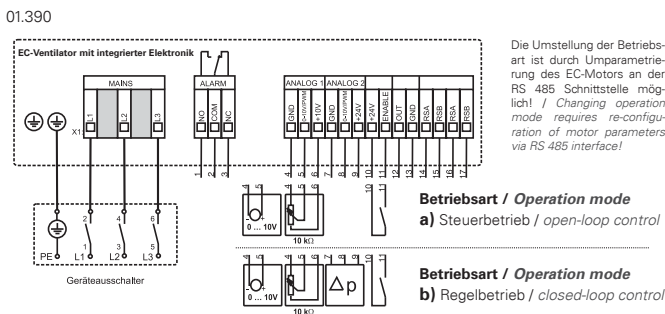 01.390
EC-Ventilator mit integrierter Elektronik
MAINS
ALARM
ANALOG 1 ANALOG 2
X1:
L1 L2 L3
NO COM NC
GND 0-10V/PWM +10V GND 0-10V/PWM +24V +24V ENABLE OUT GND RSA RSB RSA RSB
1 2 3 4 5 6 7 8 9 10 11 12 13 14 15 16 17
Die Umstellung der Betriebs-
art ist durch Umparametrie-
rung des EC-Motors an der
RS 485 Schnittstelle mög-
lich! / Changing operation
mode requires re-configu-
ration of motor parameters
via RS 485 interface!
2 4 6
1 3 5
PE L1 L2 L3
Geräteausschalter
4 5 4 5 6 10 11
- +
0 ... 10V
10 kΩ
Betriebsart / Operation mode
a) Steuerbetrieb / open-loop control
4 5 4 5 6 7 8 9 10 11
- +
0 ... 10V
Δp
10 kΩ
Betriebsart / Operation mode
b) Regelbetrieb / closed-loop control